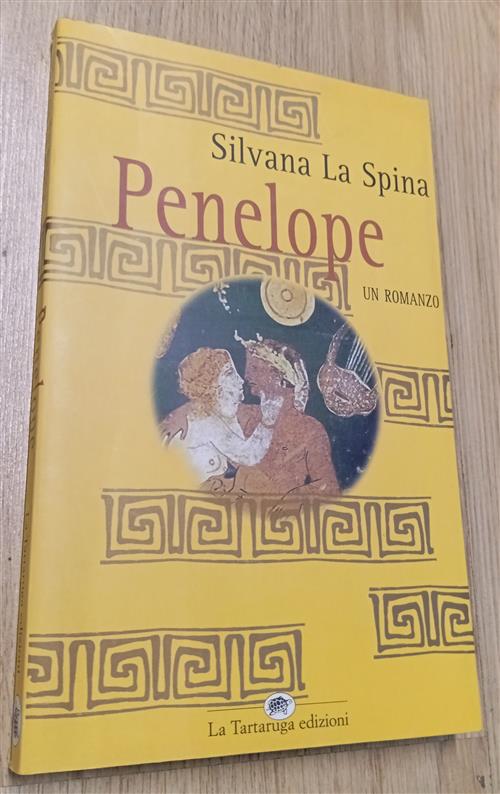 Silvana La Spina
Penelope
UN ROMANZO
La Tartaruga edizioni